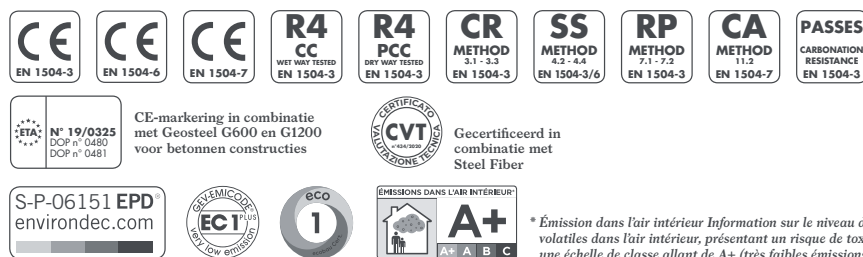 CE
EN 1504-3
CE
EN 1504-6
CE
EN 1504-7
R4
CC
WET WAY TESTED
EN 1504-3
R4
PCC
DRY WAY TESTED
EN 1504-3
CR
METHOD
3.1 - 3.3
EN 1504-3
SS
METHOD
4.2 - 4.4
EN 1504-3/6
RP
METHOD
7.1 - 7.2
EN 1504-3
CA
METHOD
11.2
EN 1504-7
PASSES
CARBONATION
RESISTANCE
EN 1504-3
ETA
N° 19/0325
DOP n° 0480
DOP n° 0481
CE-markering in combinatie
met Geosteel G600 en G1200
voor betonnen constructies
CERTIFICATO
CVT
n°434/2020
VALUTAZIONE TECNICA
Gecertificeerd in
combinatie met
Steel Fiber
S-P-06151 EPD®
environdec.com
GEV-EMICODE
EC1 PLUS
very low emission
eco
1
ÉMISSIONS DANS L'AIR INTÉRIEUR*
A+
A+ A B C
* Émission dans l'air intérieur Information sur le niveau
volatiles dans l'air intérieur, présentant un risque de
une échelle de classe allant de A+ (très faibles